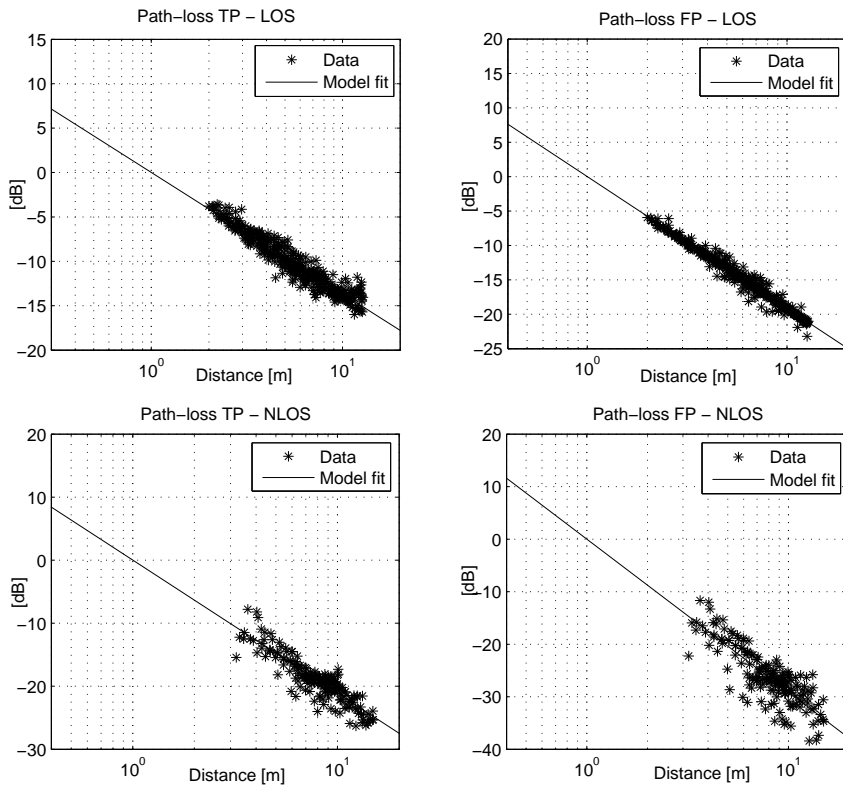 Path−loss TP − LOS
15
10
5
0
−5
−10
−15
−20
[dB]
10^0
10^1
Distance [m]
Data
Model fit
Path−loss FP − LOS
20
15
10
5
0
−5
−10
−15
−20
−25
[dB]
10^0
10^1
Distance [m]
Data
Model fit
Path−loss TP − NLOS
20
10
0
−10
−20
−30
[dB]
10^0
10^1
Distance [m]
Data
Model fit
Path−loss FP − NLOS
20
10
0
−10
−20
−30
−40
[dB]
10^0
10^1
Distance [m]
Data
Model fit